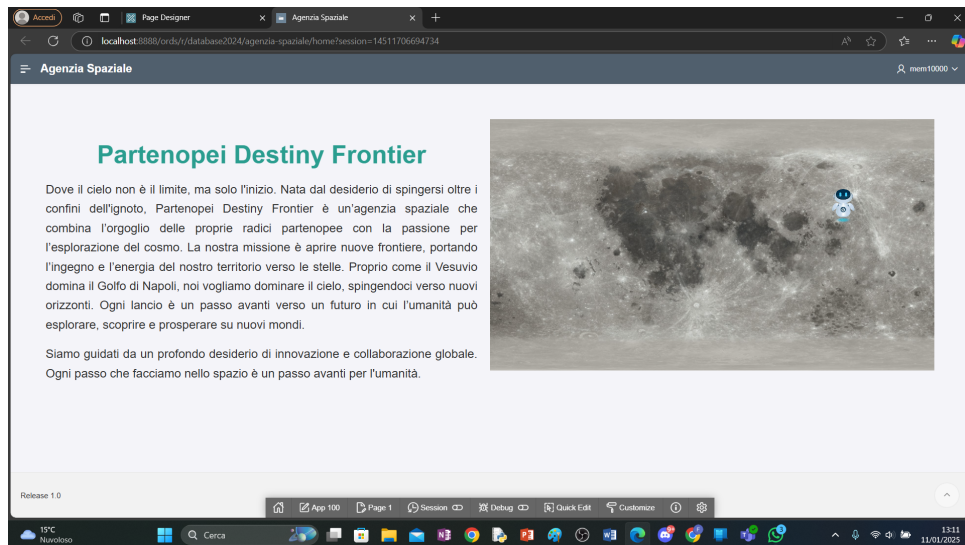 Accedi
Page Designer
Agenzia Spaziale
localhost:8888/ords/r/database2024/agenzia-spaziale/home?session=14511706694734
Agenzia Spaziale
mem10000
Partenopei Destiny Frontier
Dove il cielo non è il limite, ma solo l'inizio. Nata dal desiderio di spingersi oltre i
confini dell'ignoto, Partenopei Destiny Frontier è un'agenzia spaziale che
combina l'orgoglio delle proprie radici partenopee con la passione per
l'esplorazione del cosmo. La nostra missione è aprire nuove frontiere, portando
l'ingegno e l'energia del nostro territorio verso le stelle. Proprio come il Vesuvio
domina il Golfo di Napoli, noi vogliamo dominare il cielo, spingendoci verso nuovi
orizzonti. Ogni lancio è un passo avanti verso un futuro in cui l'umanità può
esplorare, scoprire e prosperare su nuovi mondi.
Siamo guidati da un profondo desiderio di innovazione e collaborazione globale.
Ogni passo che facciamo nello spazio è un passo avanti per l'umanità.
Release 1.0
App 100
Page 1
Session
Debug
Quick Edit
Customize
15°C
Nuvoloso
Cerca
13:11
11/01/2025